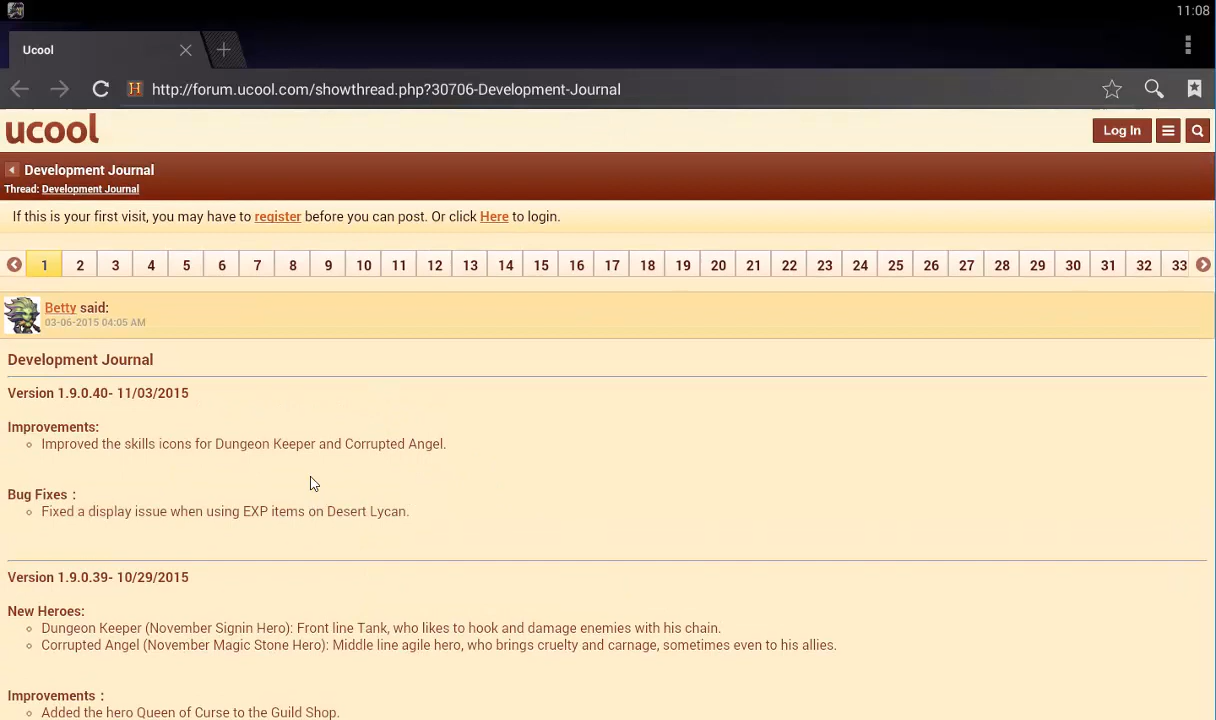 11:08
Ucool
http://forum.ucool.com/showthread.php?30706-Development-Journal
ucool
Log In
Development Journal
Thread: Development Journal
If this is your first visit, you may have to register before you can post. Or click Here to login.
1 2 3 4 5 6 7 8 9 10 11 12 13 14 15 16 17 18 19 20 21 22 23 24 25 26 27 28 29 30 31 32 33
Betty said:
03-06-2015 04:05 AM
Development Journal
Version 1.9.0.40- 11/03/2015
Improvements:
Improved the skills icons for Dungeon Keeper and Corrupted Angel.
Bug Fixes :
Fixed a display issue when using EXP items on Desert Lycan.
Version 1.9.0.39- 10/29/2015
New Heroes:
Dungeon Keeper (November Signin Hero): Front line Tank, who likes to hook and damage enemies with his chain.
Corrupted Angel (November Magic Stone Hero): Middle line agile hero, who brings cruelty and carnage, sometimes even to his allies.
Improvements :
Added the hero Queen of Curse to the Guild Shop.